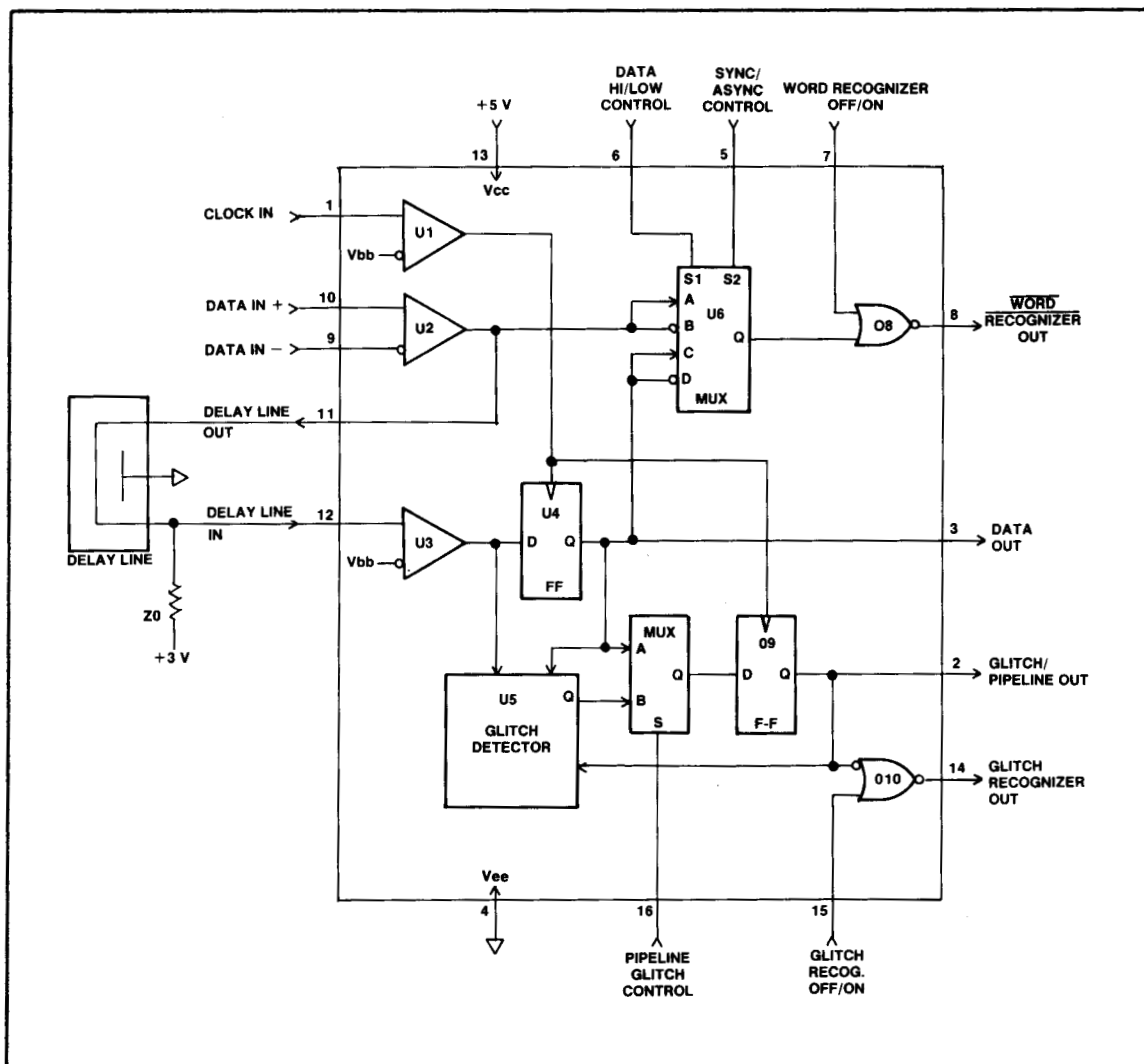 DATA
HI/LOW
CONTROL
SYNC/
ASYNC
CONTROL
WORD RECOGNIZER
OFF/ON
+5 V
13
6
5
7
Vcc
CLOCK IN
1
U1
Vbb
S1 S2
A
U6
B
C
Q
D
MUX
DATA IN +
10
U2
DATA IN −
9
O8
8
WORD
RECOGNIZER
OUT
DELAY LINE
OUT
11
DELAY LINE
IN
12
DELAY LINE
U3
Vbb
U4
D Q
FF
3
DATA
OUT
Z0
+3 V
MUX
A
Q
B
S
09
D Q
F-F
2
GLITCH/
PIPELINE OUT
U5
Q
GLITCH
DETECTOR
010
14
GLITCH
RECOGNIZER
OUT
Vee
4
16
15
PIPELINE
GLITCH
CONTROL
GLITCH
RECOG.
OFF/ON